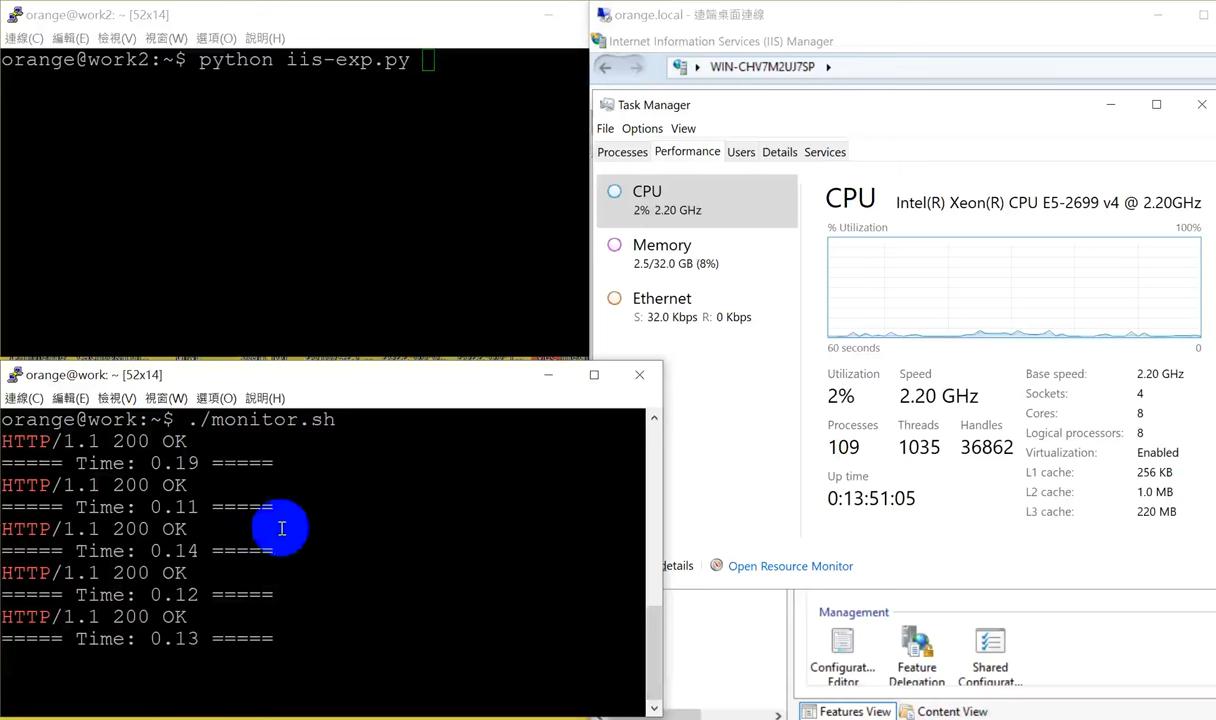 orange@work2: ~ [52x14]
連線(C) 編輯(E) 檢視(V) 視窗(W) 選項(O) 說明(H)
orange@work2:~$ python iis-exp.py
orange@work: ~ [52x14]
連線(C) 編輯(E) 檢視(V) 視窗(W) 選項(O) 說明(H)
orange@work:~$ ./monitor.sh
HTTP/1.1 200 OK
===== Time: 0.19 =====
HTTP/1.1 200 OK
===== Time: 0.11 =====
HTTP/1.1 200 OK
===== Time: 0.14 =====
HTTP/1.1 200 OK
===== Time: 0.12 =====
HTTP/1.1 200 OK
===== Time: 0.13 =====
orange.local - 遠端桌面連線
Internet Information Services (IIS) Manager
WIN-CHV7M2UJ7SP
Task Manager
File Options View
Processes Performance Users Details Services
CPU
2% 2.20 GHz
Memory
2.5/32.0 GB (8%)
Ethernet
S: 32.0 Kbps R: 0 Kbps
CPU Intel(R) Xeon(R) CPU E5-2699 v4 @ 2.20GHz
% Utilization 100%
60 seconds 0
Utilization Speed
2% 2.20 GHz
Processes Threads Handles
109 1035 36862
Up time
0:13:51:05
Base speed: 2.20 GHz
Sockets: 4
Cores: 8
Logical processors: 8
Virtualization: Enabled
L1 cache: 256 KB
L2 cache: 1.0 MB
L3 cache: 220 MB
details Open Resource Monitor
Management
Configurat... Editor
Feature Delegation
Shared Configurat...
Features View Content View